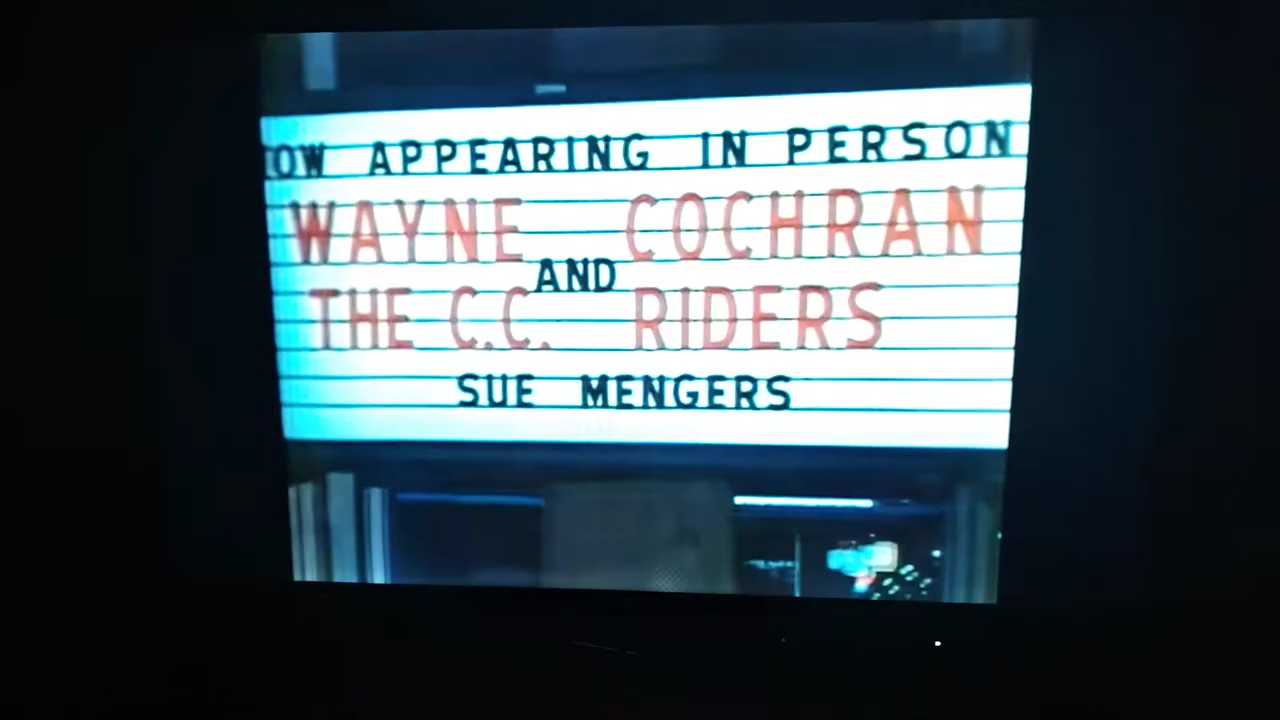 OW APPEARING IN PERSON
WAYNE COCHRAN
AND
THE C.C. RIDERS
SUE MENGERS